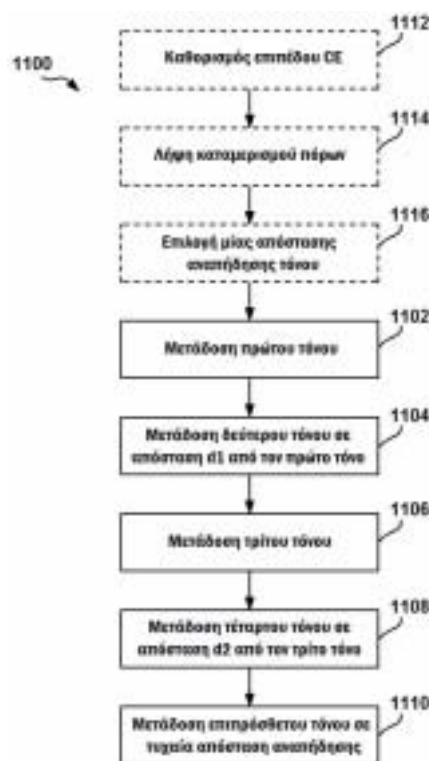 1112
Καθορισμός επιπέδου CE
1100
1114
Λήψη καταμερισμού πόρων
1116
Επιλογή μίας απόστασης
αναπήδησης τόνου
1102
Μετάδοση πρώτου τόνου
1104
Μετάδοση δεύτερου τόνου σε
απόσταση d1 από τον πρώτο τόνο
1106
Μετάδοση τρίτου τόνου
1108
Μετάδοση τέταρτου τόνου σε
απόσταση d2 από τον τρίτο τόνο
1110
Μετάδοση επιπρόσθετου τόνου σε
τυχαία απόσταση αναπήδησης